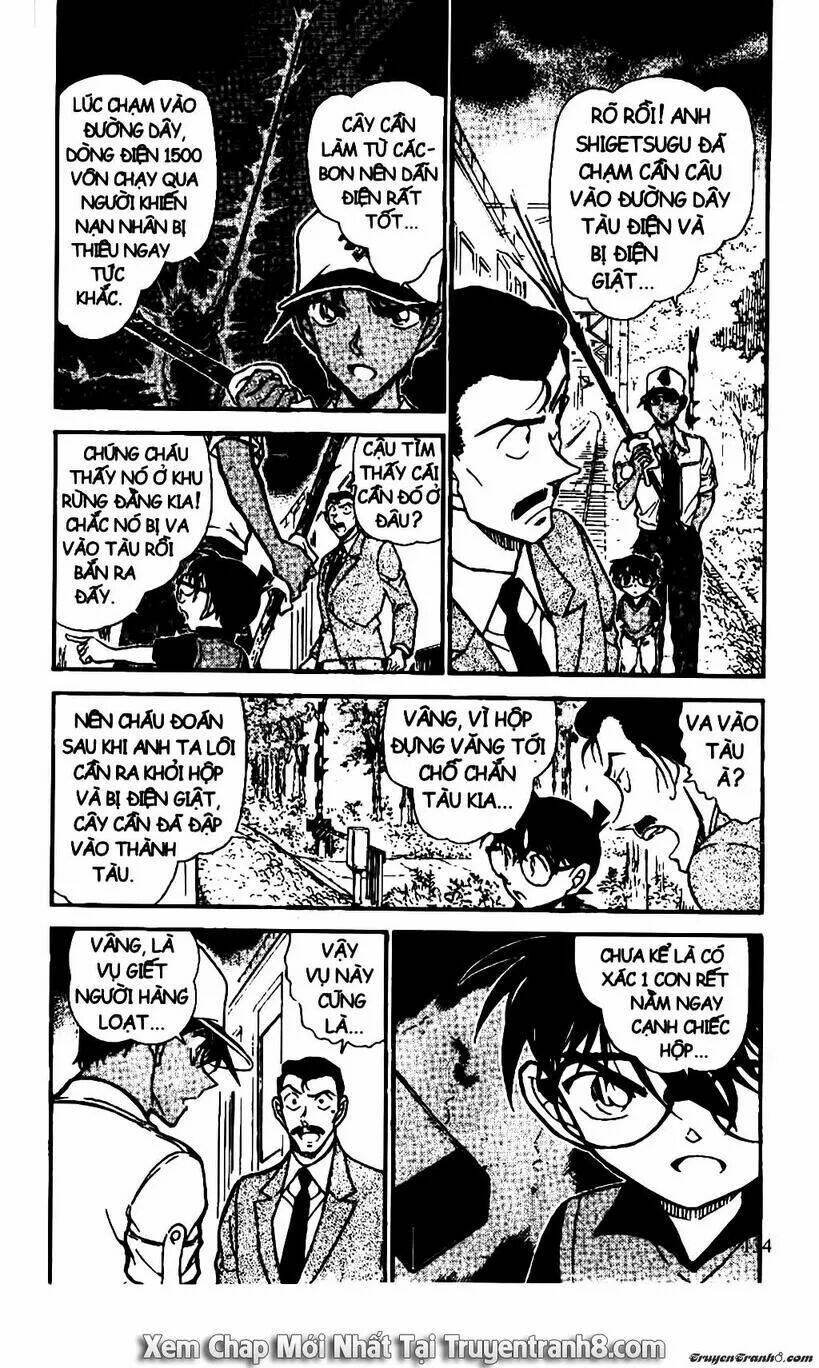 RÕ RỒI! ANH
SHIGETSUGU ĐÃ
CHẠM CẦN CÂU
VÀO ĐƯỜNG DÂY
TÀU ĐIỆN VÀ
BỊ ĐIỆN
GIẬT...
CÂY CẦN
LÀM TỪ CÁC-
BON NÊN DẪN
ĐIỆN RẤT
TỐT...
LÚC CHẠM VÀO
ĐƯỜNG DÂY,
DÒNG ĐIỆN 1500
VÔN CHẠY QUA
NGƯỜI KHIẾN
NẠN NHÂN BỊ
THIÊU NGAY
TỨC
KHẮC.
CẬU TÌM
THẤY CÁI
CẦN ĐÓ Ở
ĐÂU?
CHÚNG CHÁU
THẤY NÓ Ở KHU
RỪNG ĐẰNG KIA!
CHẮC NÓ BỊ VA
VÀO TÀU RỒI
BẮN RA
ĐẤY.
VA VÀO
TÀU
À?
VÂNG, VÌ HỘP
ĐỰNG VĂNG TỚI
CHỖ CHẮN
TÀU KIA...
NÊN CHÁU ĐOÁN
SAU KHI ANH TA LÔI
CẦN RA KHỎI HỘP
VÀ BỊ ĐIỆN GIẬT,
CÂY CẦN ĐÃ ĐẬP
VÀO THÀNH
TÀU.
CHƯA KỂ LÀ CÓ
XÁC 1 CON RẾT
NẰM NGAY
CẠNH CHIẾC
HỘP...
VẬY
VỤ NÀY
CŨNG
LÀ...
VÂNG, LÀ
VỤ GIẾT
NGƯỜI HÀNG
LOẠT...
Xem Chap Mới Nhất Tại Truyentranh8.com
TruyenTranh8.com